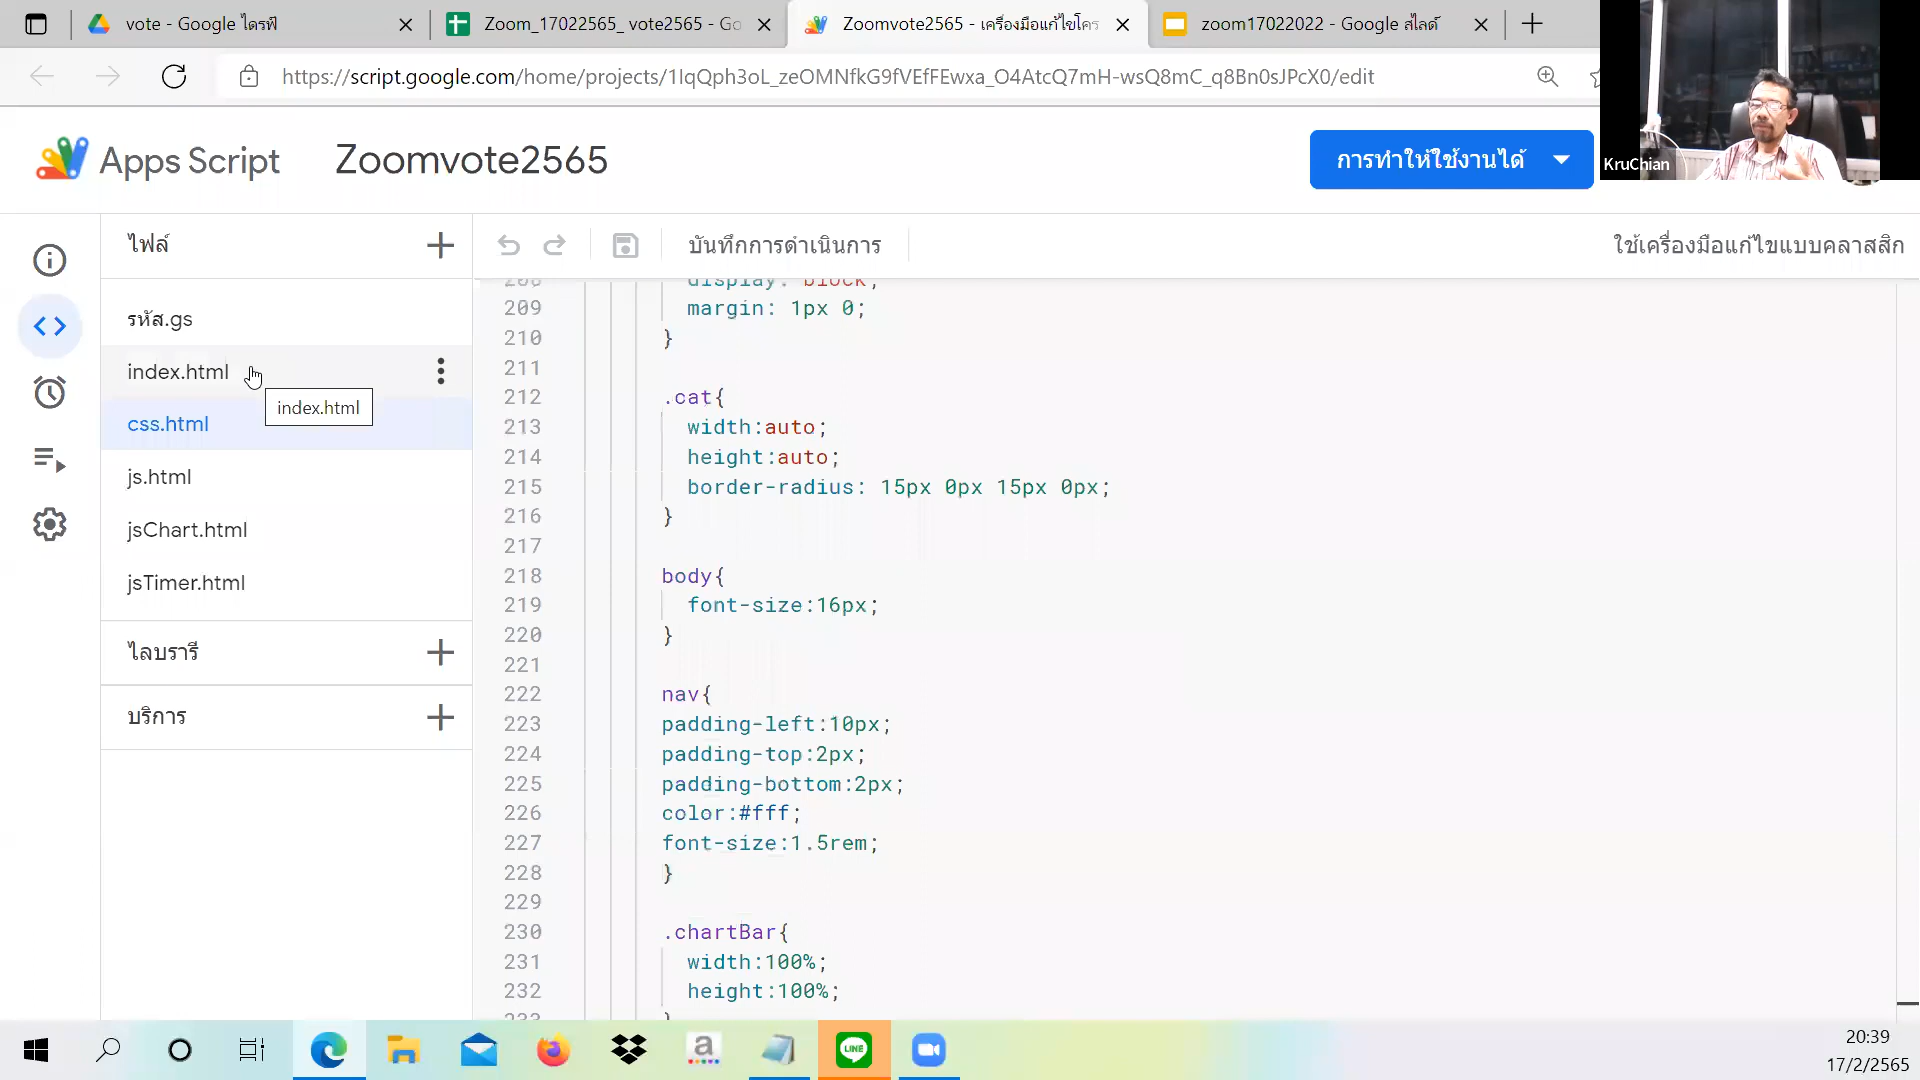 vote - Google ไดรฟ์
Zoom_17022565_ vote2565 - Go
Zoomvote2565 - เครื่องมือแก้ไขโคร
zoom17022022 - Google สไลด์
https://script.google.com/home/projects/1IqQph3oL_zeOMNfkG9fVEfFEwxa_O4AtcQ7mH-wsQ8mC_q8Bn0sJPcX0/edit
Apps Script
Zoomvote2565
การทำให้ใช้งานได้
KruChian
ไฟล์
บันทึกการดำเนินการ
ใช้เครื่องมือแก้ไขแบบคลาสสิก
รหัส.gs
index.html
index.html
css.html
js.html
jsChart.html
jsTimer.html
ไลบรารี
บริการ
208 display: block;
209 margin: 1px 0;
210 }
211
212 .cat{
213 width:auto;
214 height:auto;
215 border-radius: 15px 0px 15px 0px;
216 }
217
218 body{
219 font-size:16px;
220 }
221
222 nav{
223 padding-left:10px;
224 padding-top:2px;
225 padding-bottom:2px;
226 color:#fff;
227 font-size:1.5rem;
228 }
229
230 .chartBar{
231 width:100%;
232 height:100%;
233 }
a
LINE
20:39
17/2/2565